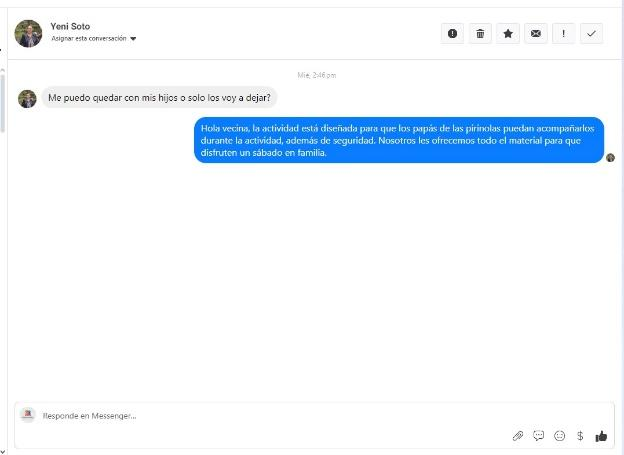 Yeni Soto
Asignar esta conversación
Mié, 2:46 pm
Me puedo quedar con mis hijos o solo los voy a dejar?
Hola vecina, la actividad está diseñada para que los papás de las pirinolas puedan acompañarlos
durante la actividad, además de seguridad. Nosotros les ofrecemos todo el material para que
disfruten un sábado en familia.
Responde en Messenger...